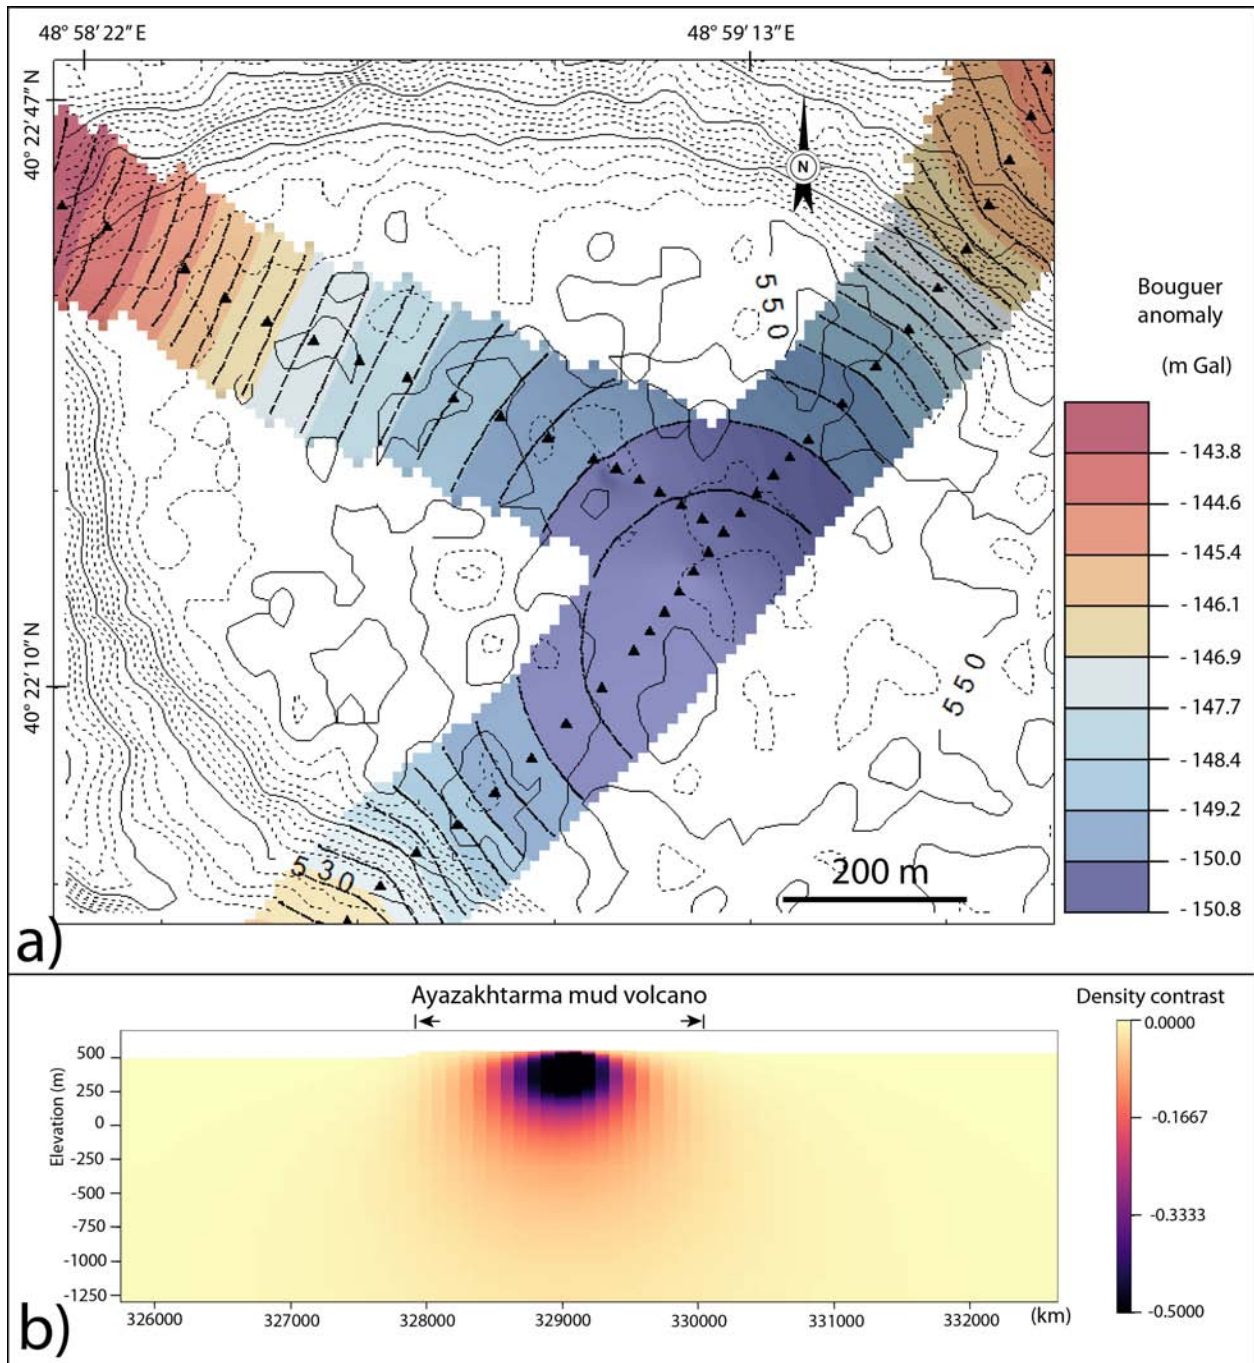 48° 58’ 22” E
48° 59’ 13” E
40° 22’ 47” N
N
550
Bouguer
anomaly
(m Gal)
- 143.8
- 144.6
- 145.4
- 146.1
- 146.9
- 147.7
- 148.4
- 149.2
- 150.0
- 150.8
40° 22’ 10” N
550
530
200 m
a)
Ayazakhtarma mud volcano
Density contrast
0.0000
-0.1667
-0.3333
-0.5000
Elevation (m)
500
250
0
-250
-500
-750
-1000
-1250
326000 327000 328000 329000 330000 331000 332000 (km)
b)